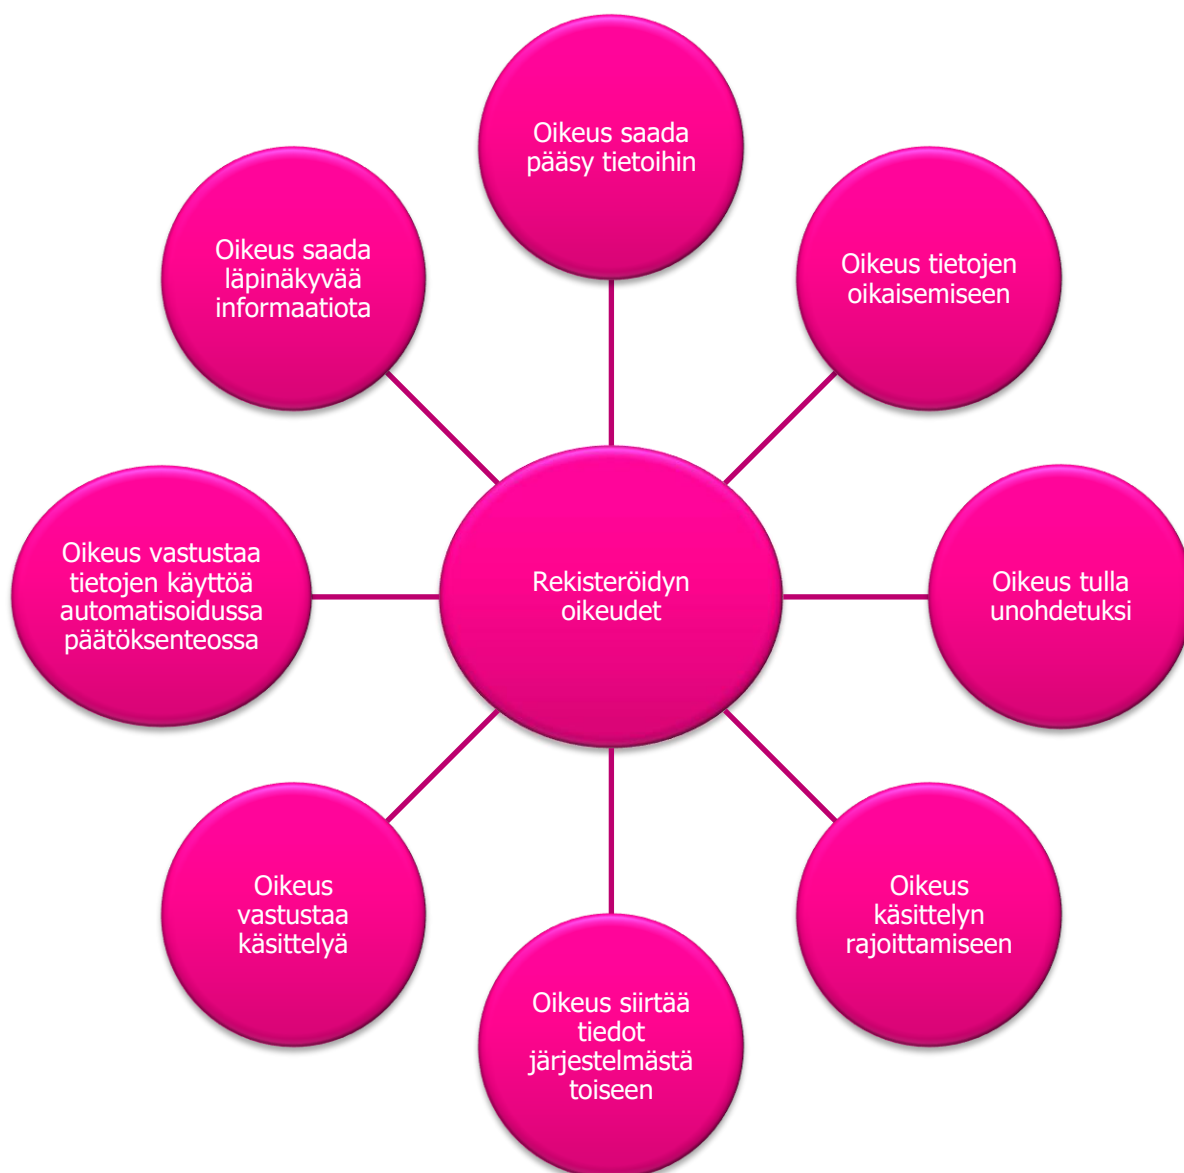 Oikeus saada
pääsy tietoihin
Oikeus tietojen
oikaisemiseen
Oikeus tulla
unohdetuksi
Oikeus
käsittelyn
rajoittamiseen
Oikeus siirtää
tiedot
järjestelmästä
toiseen
Oikeus
vastustaa
käsittelyä
Oikeus vastustaa
tietojen käyttöä
automatisoidussa
päätöksenteossa
Oikeus saada
läpinäkyvää
informaatiota
Rekisteröidyn
oikeudet